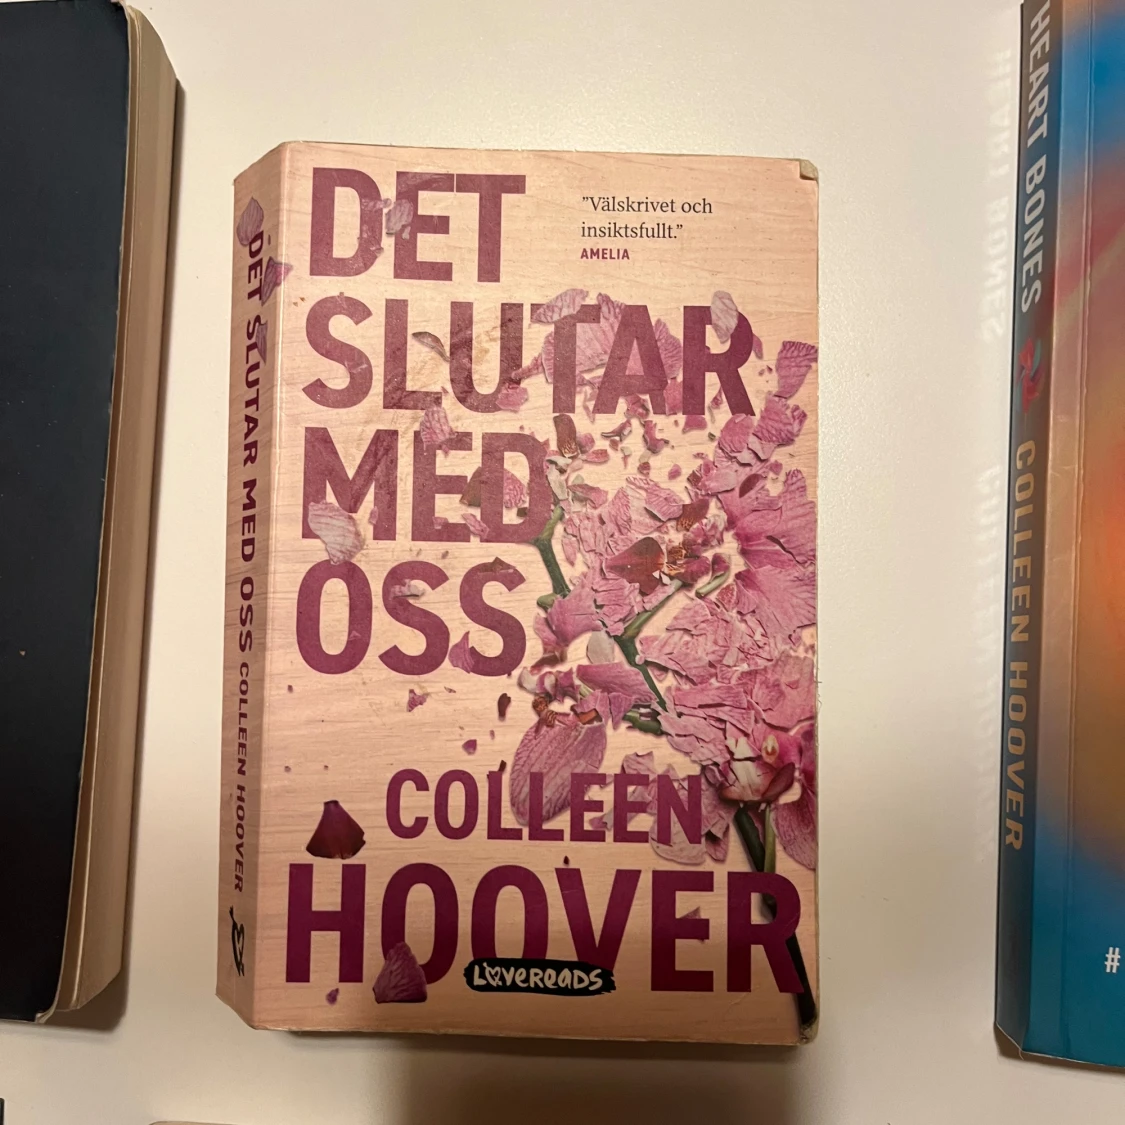 DET SLUTAR MED OSS COLLEEN HOOVER
DET
SLUTAR
MED
OSS
"Välskrivet och
insiktsfullt."
AMELIA
COLLEEN
HOOVER
LOVEREADS
HEART BONES COLLEEN HOOVER
#